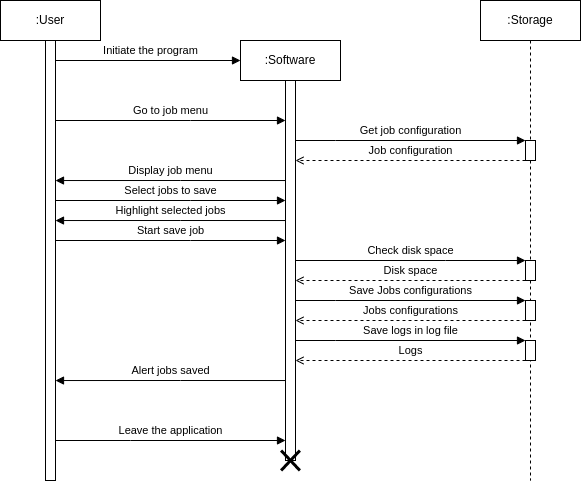 :User
:Storage
Initiate the program
:Software
Go to job menu
Get job configuration
Job configuration
Display job menu
Select jobs to save
Highlight selected jobs
Start save job
Check disk space
Disk space
Save Jobs configurations
Jobs configurations
Save logs in log file
Logs
Alert jobs saved
Leave the application